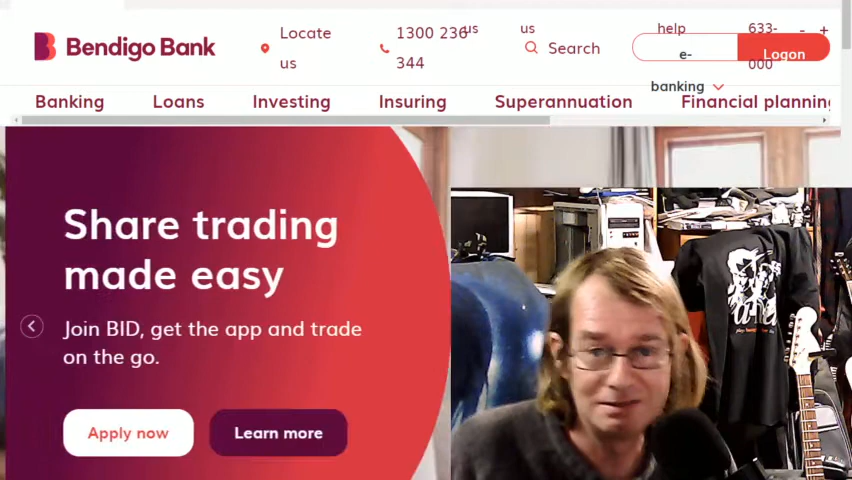 Bendigo Bank
Locate
us
1300 236
344
us
us
Search
help
e-
banking
633-
000
Logon
- +
Banking Loans Investing Insuring Superannuation Financial planning
Share trading
made easy
Join BID, get the app and trade
on the go.
Apply now Learn more